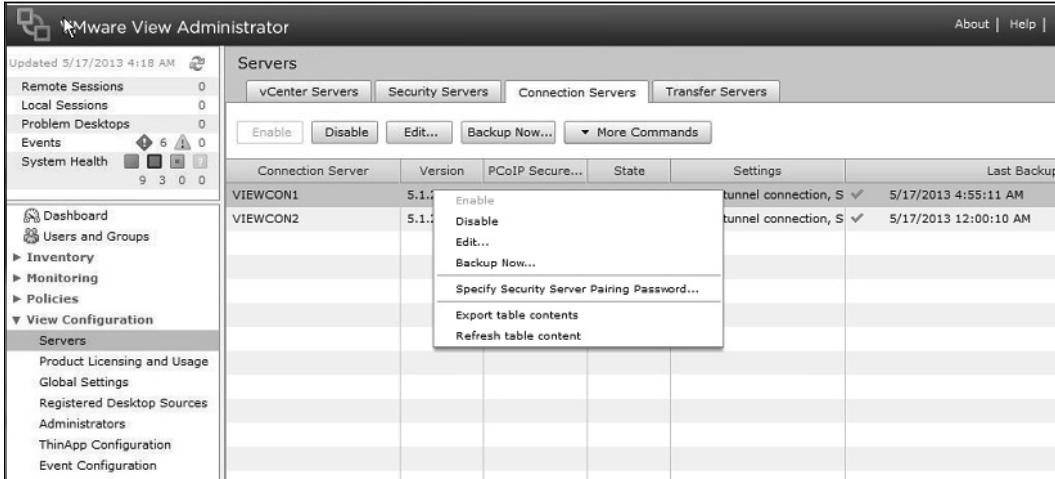 VMware View Administrator
About | Help |
Updated 5/17/2013 4:18 AM
Remote Sessions 0
Local Sessions 0
Problem Desktops 0
Events 6 0
System Health
9 3 0 0
Dashboard
Users and Groups
Inventory
Monitoring
Policies
View Configuration
Servers
Product Licensing and Usage
Global Settings
Registered Desktop Sources
Administrators
ThinApp Configuration
Event Configuration
Servers
vCenter Servers Security Servers Connection Servers Transfer Servers
Enable Disable Edit... Backup Now... More Commands
Connection Server Version PCoIP Secure... State Settings Last Backup
VIEWCON1 5.1.2 tunnel connection, S 5/17/2013 4:55:11 AM
VIEWCON2 5.1.2 tunnel connection, S 5/17/2013 12:00:10 AM
Enable
Disable
Edit...
Backup Now...
Specify Security Server Pairing Password...
Export table contents
Refresh table content